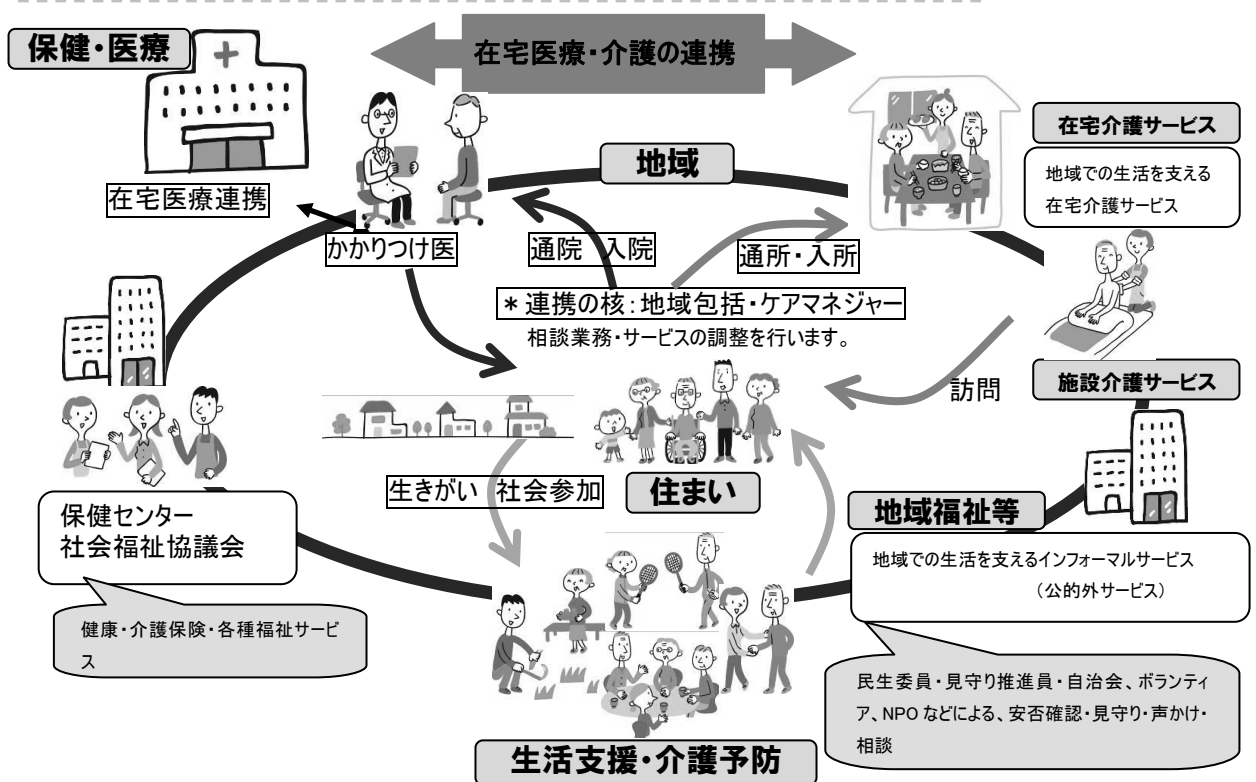 保健・医療
在宅医療・介護の連携
在宅医療連携
かかりつけ医
地域
通院　入院
通所・入所
在宅介護サービス
地域での生活を支える
在宅介護サービス
＊連携の核：地域包括・ケアマネジャー
相談業務・サービスの調整を行います。
訪問
施設介護サービス
生きがい　社会参加
住まい
保健センター
社会福祉協議会
健康・介護保険・各種福祉サービ
ス
地域福祉等
地域での生活を支えるインフォーマルサービス
（公的外サービス）
民生委員・見守り推進員・自治会、ボランティ
ア、NPOなどによる、安否確認・見守り・声かけ・
相談
生活支援・介護予防